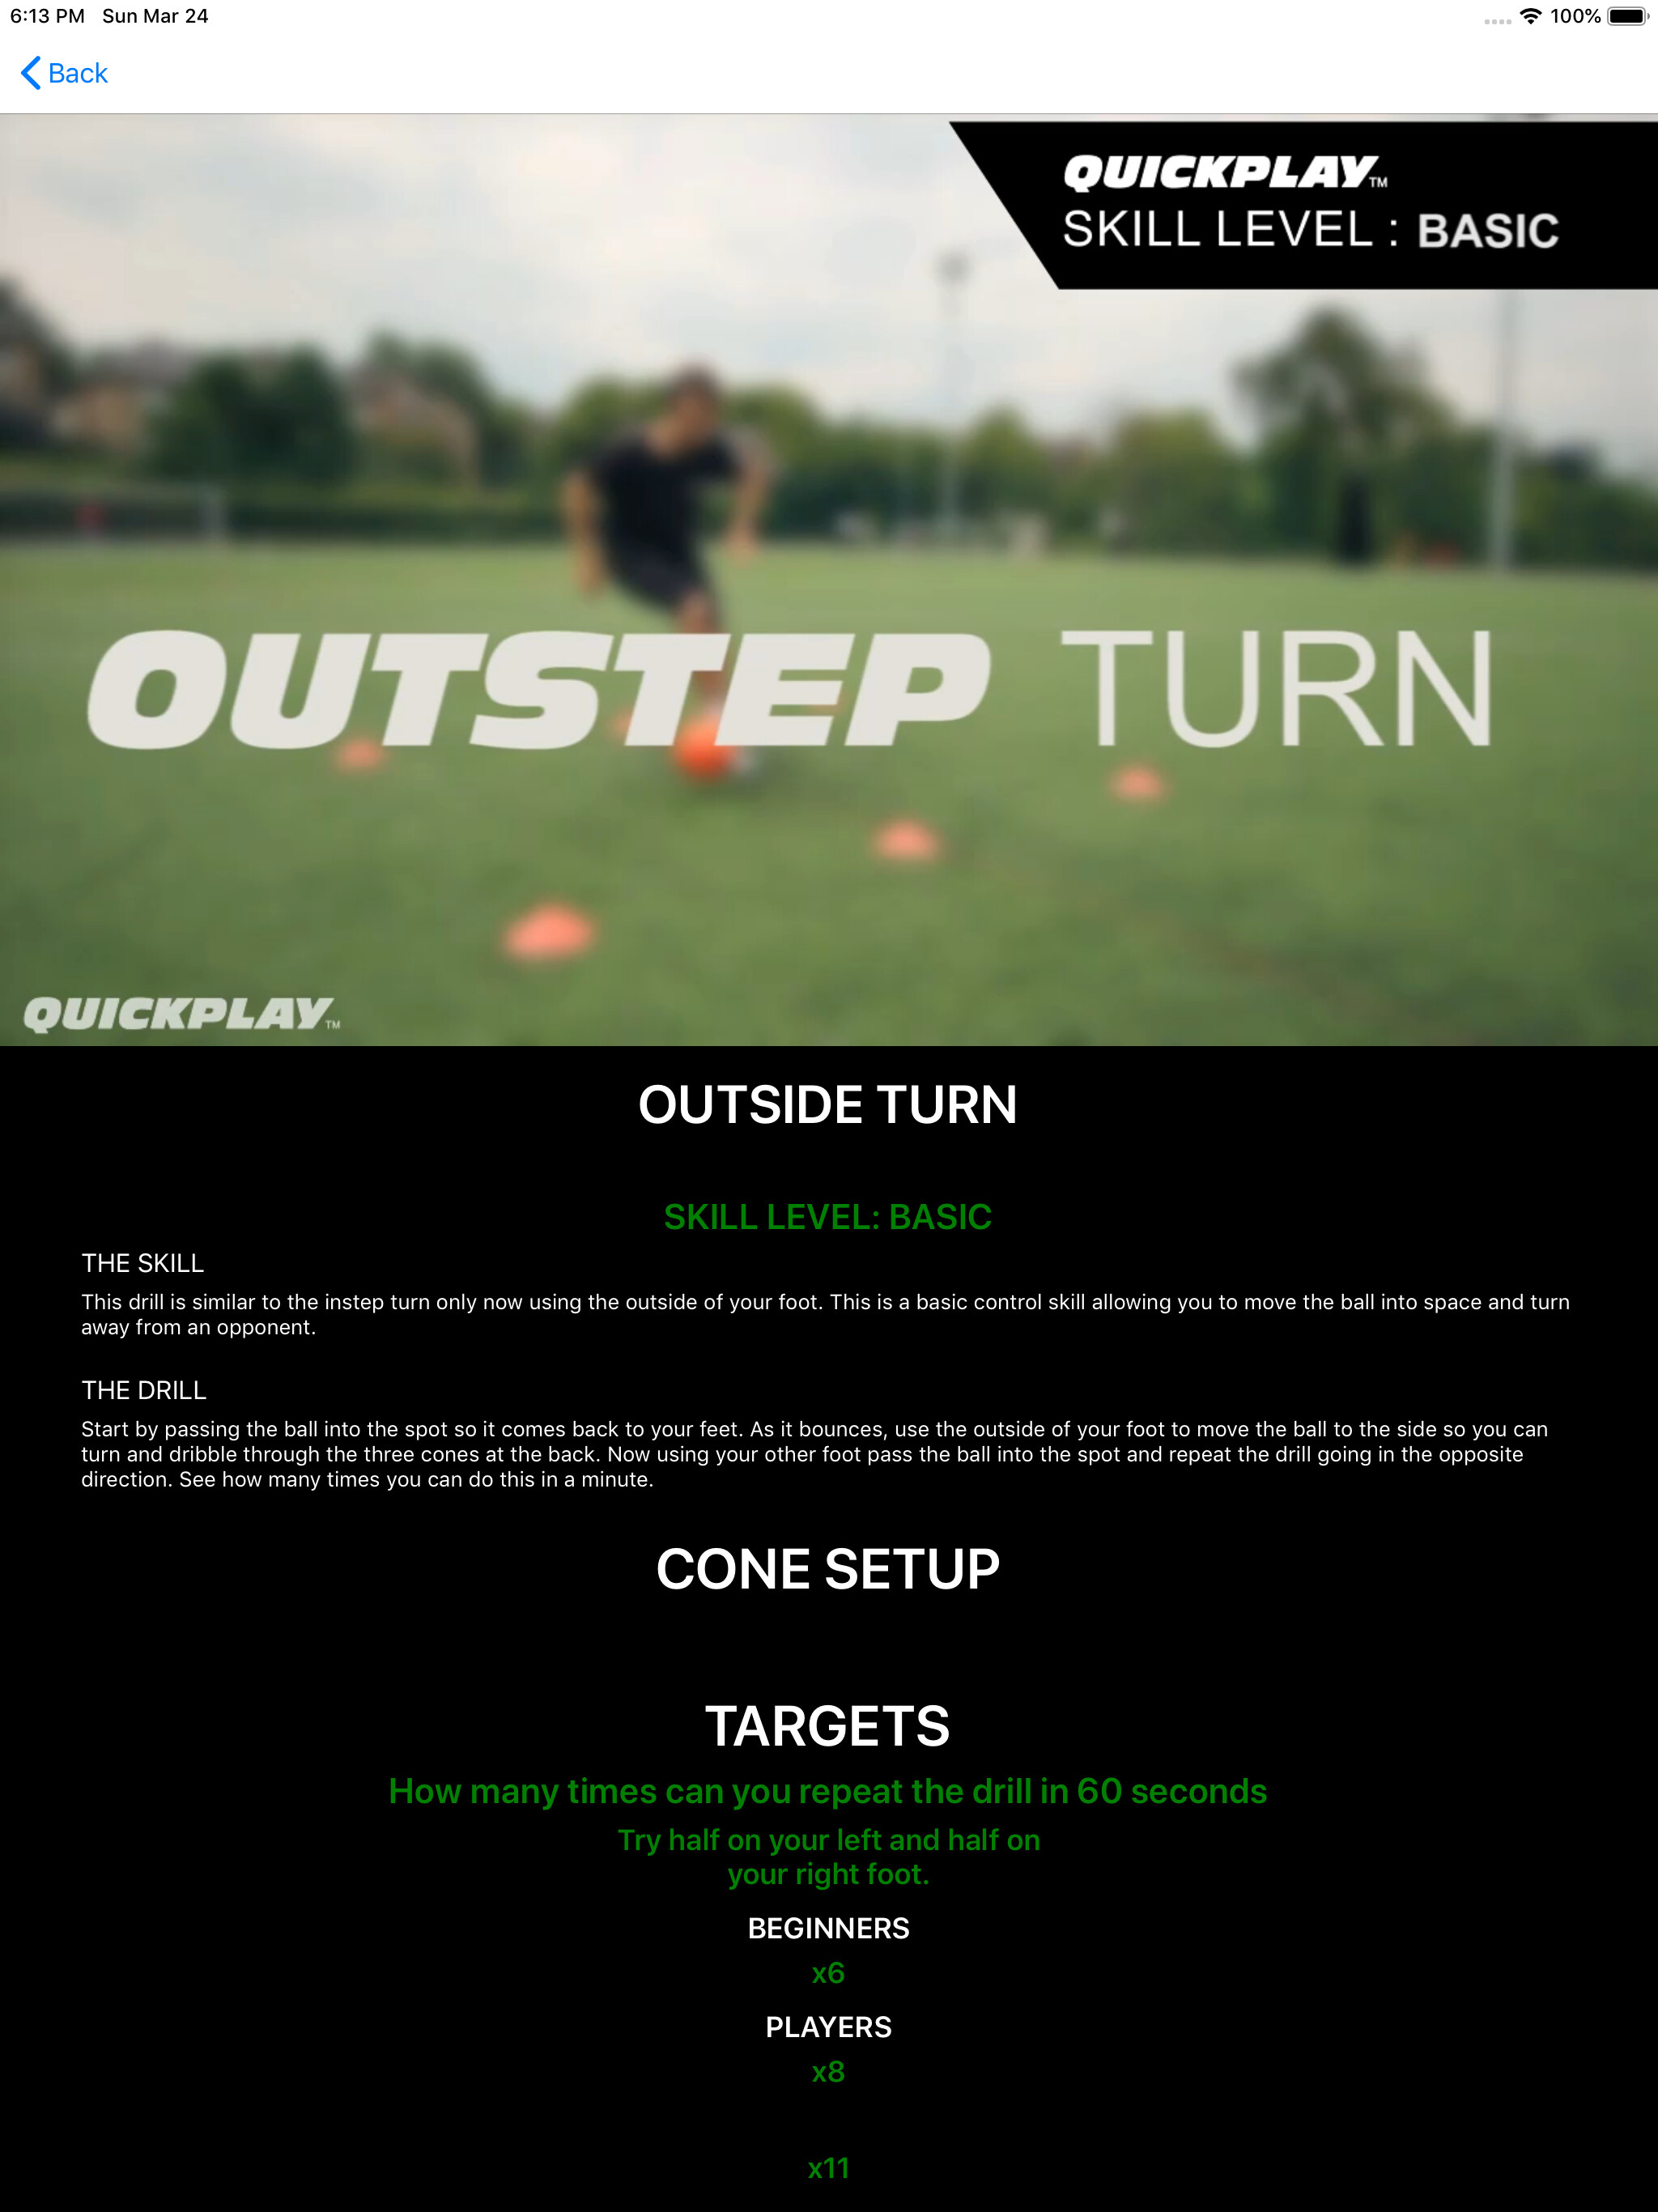 6:13 PM Sun Mar 24
100%
Back
QUICKPLAY™
SKILL LEVEL : BASIC
OUTSTEP TURN
QUICKPLAY™
OUTSIDE TURN
SKILL LEVEL: BASIC
THE SKILL
This drill is similar to the instep turn only now using the outside of your foot. This is a basic control skill allowing you to move the ball into space and turn
away from an opponent.
THE DRILL
Start by passing the ball into the spot so it comes back to your feet. As it bounces, use the outside of your foot to move the ball to the side so you can
turn and dribble through the three cones at the back. Now using your other foot pass the ball into the spot and repeat the drill going in the opposite
direction. See how many times you can do this in a minute.
CONE SETUP
TARGETS
How many times can you repeat the drill in 60 seconds
Try half on your left and half on
your right foot.
BEGINNERS
x6
PLAYERS
x8
x11